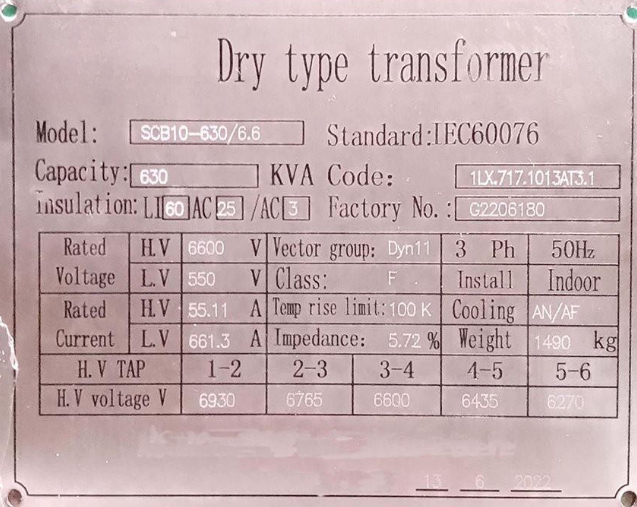 Dry type transformer
Model: SCB10-630/6.6 Standard:IEC60076
Capacity: 630 KVA Code: 1LX.717.1013AT3.1
Insulation: LI 60 AC 25 /AC 3 Factory No.: G2206180
Rated Voltage H.V 6600 V Vector group: Dyn11 3 Ph 50Hz
L.V 550 V Class: F Install Indoor
Rated Current H.V 55.11 A Temp rise limit: 100 K Cooling AN/AF
L.V 661.3 A Impedance: 5.72 % Weight 1490 kg
H.V TAP 1-2 2-3 3-4 4-5 5-6
H.V voltage V 6930 6765 6600 6435 6270
13 6 2022